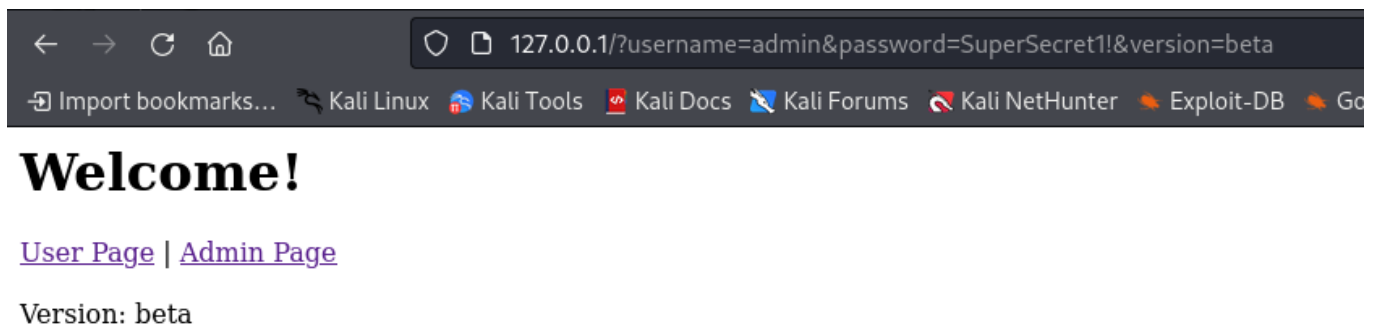 127.0.0.1/?username=admin&password=SuperSecret1!&version=beta
Import bookmarks... Kali Linux Kali Tools Kali Docs Kali Forums Kali NetHunter Exploit-DB Go
Welcome!
User Page | Admin Page
Version: beta